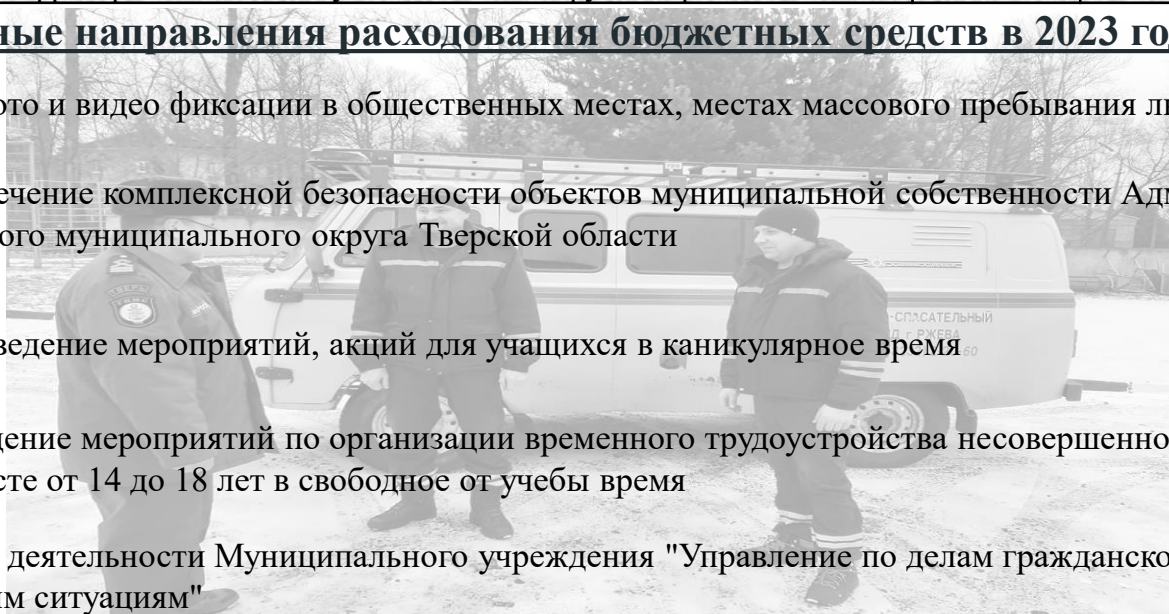 ные направления расходования бюджетных средств в 2023 го
ото и видео фиксации в общественных местах, местах массового пребывания л
ечение комплексной безопасности объектов муниципальной собственности Ад
ого муниципального округа Тверской области
-СПАСАТЕЛЬНЫЙ
г. РЖЕВА
ведение мероприятий, акций для учащихся в каникулярное время
-60
дение мероприятий по организации временного трудоустройства несовершенно
сте от 14 до 18 лет в свободное от учебы время
деятельности Муниципального учреждения "Управление по делам гражданско
м ситуациям"